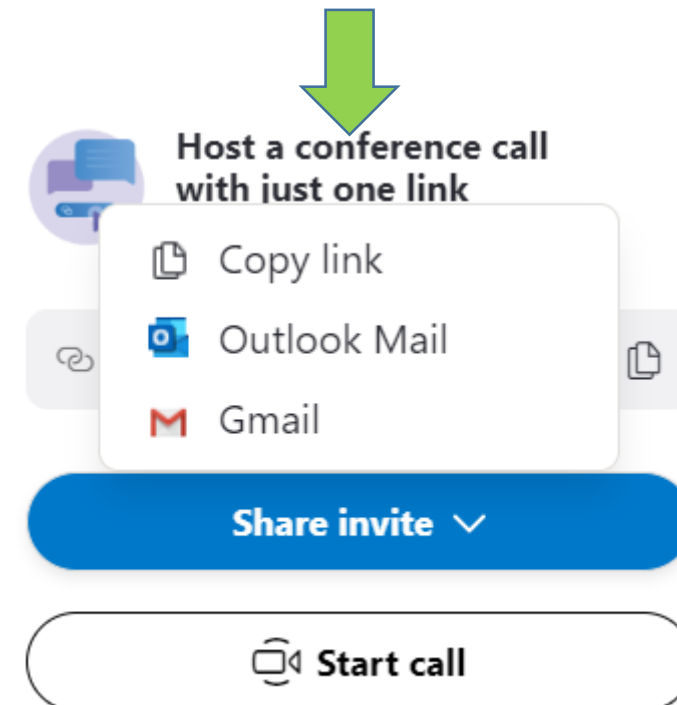 Host a conference call
with just one link
Copy link
Outlook Mail
Gmail
Share invite
Start call